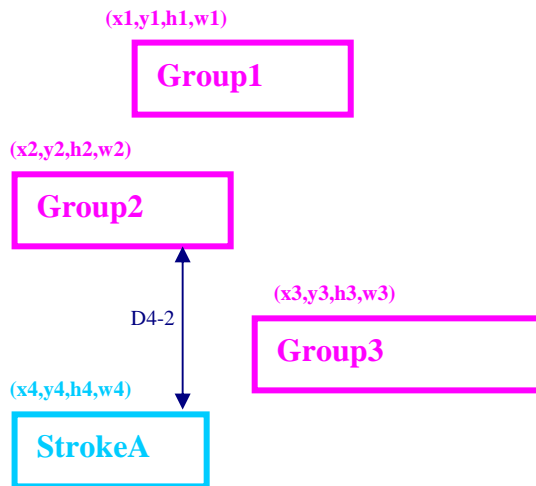 (x1,y1,h1,w1)
Group1
(x2,y2,h2,w2)
Group2
(x3,y3,h3,w3)
D4-2
Group3
(x4,y4,h4,w4)
StrokeA